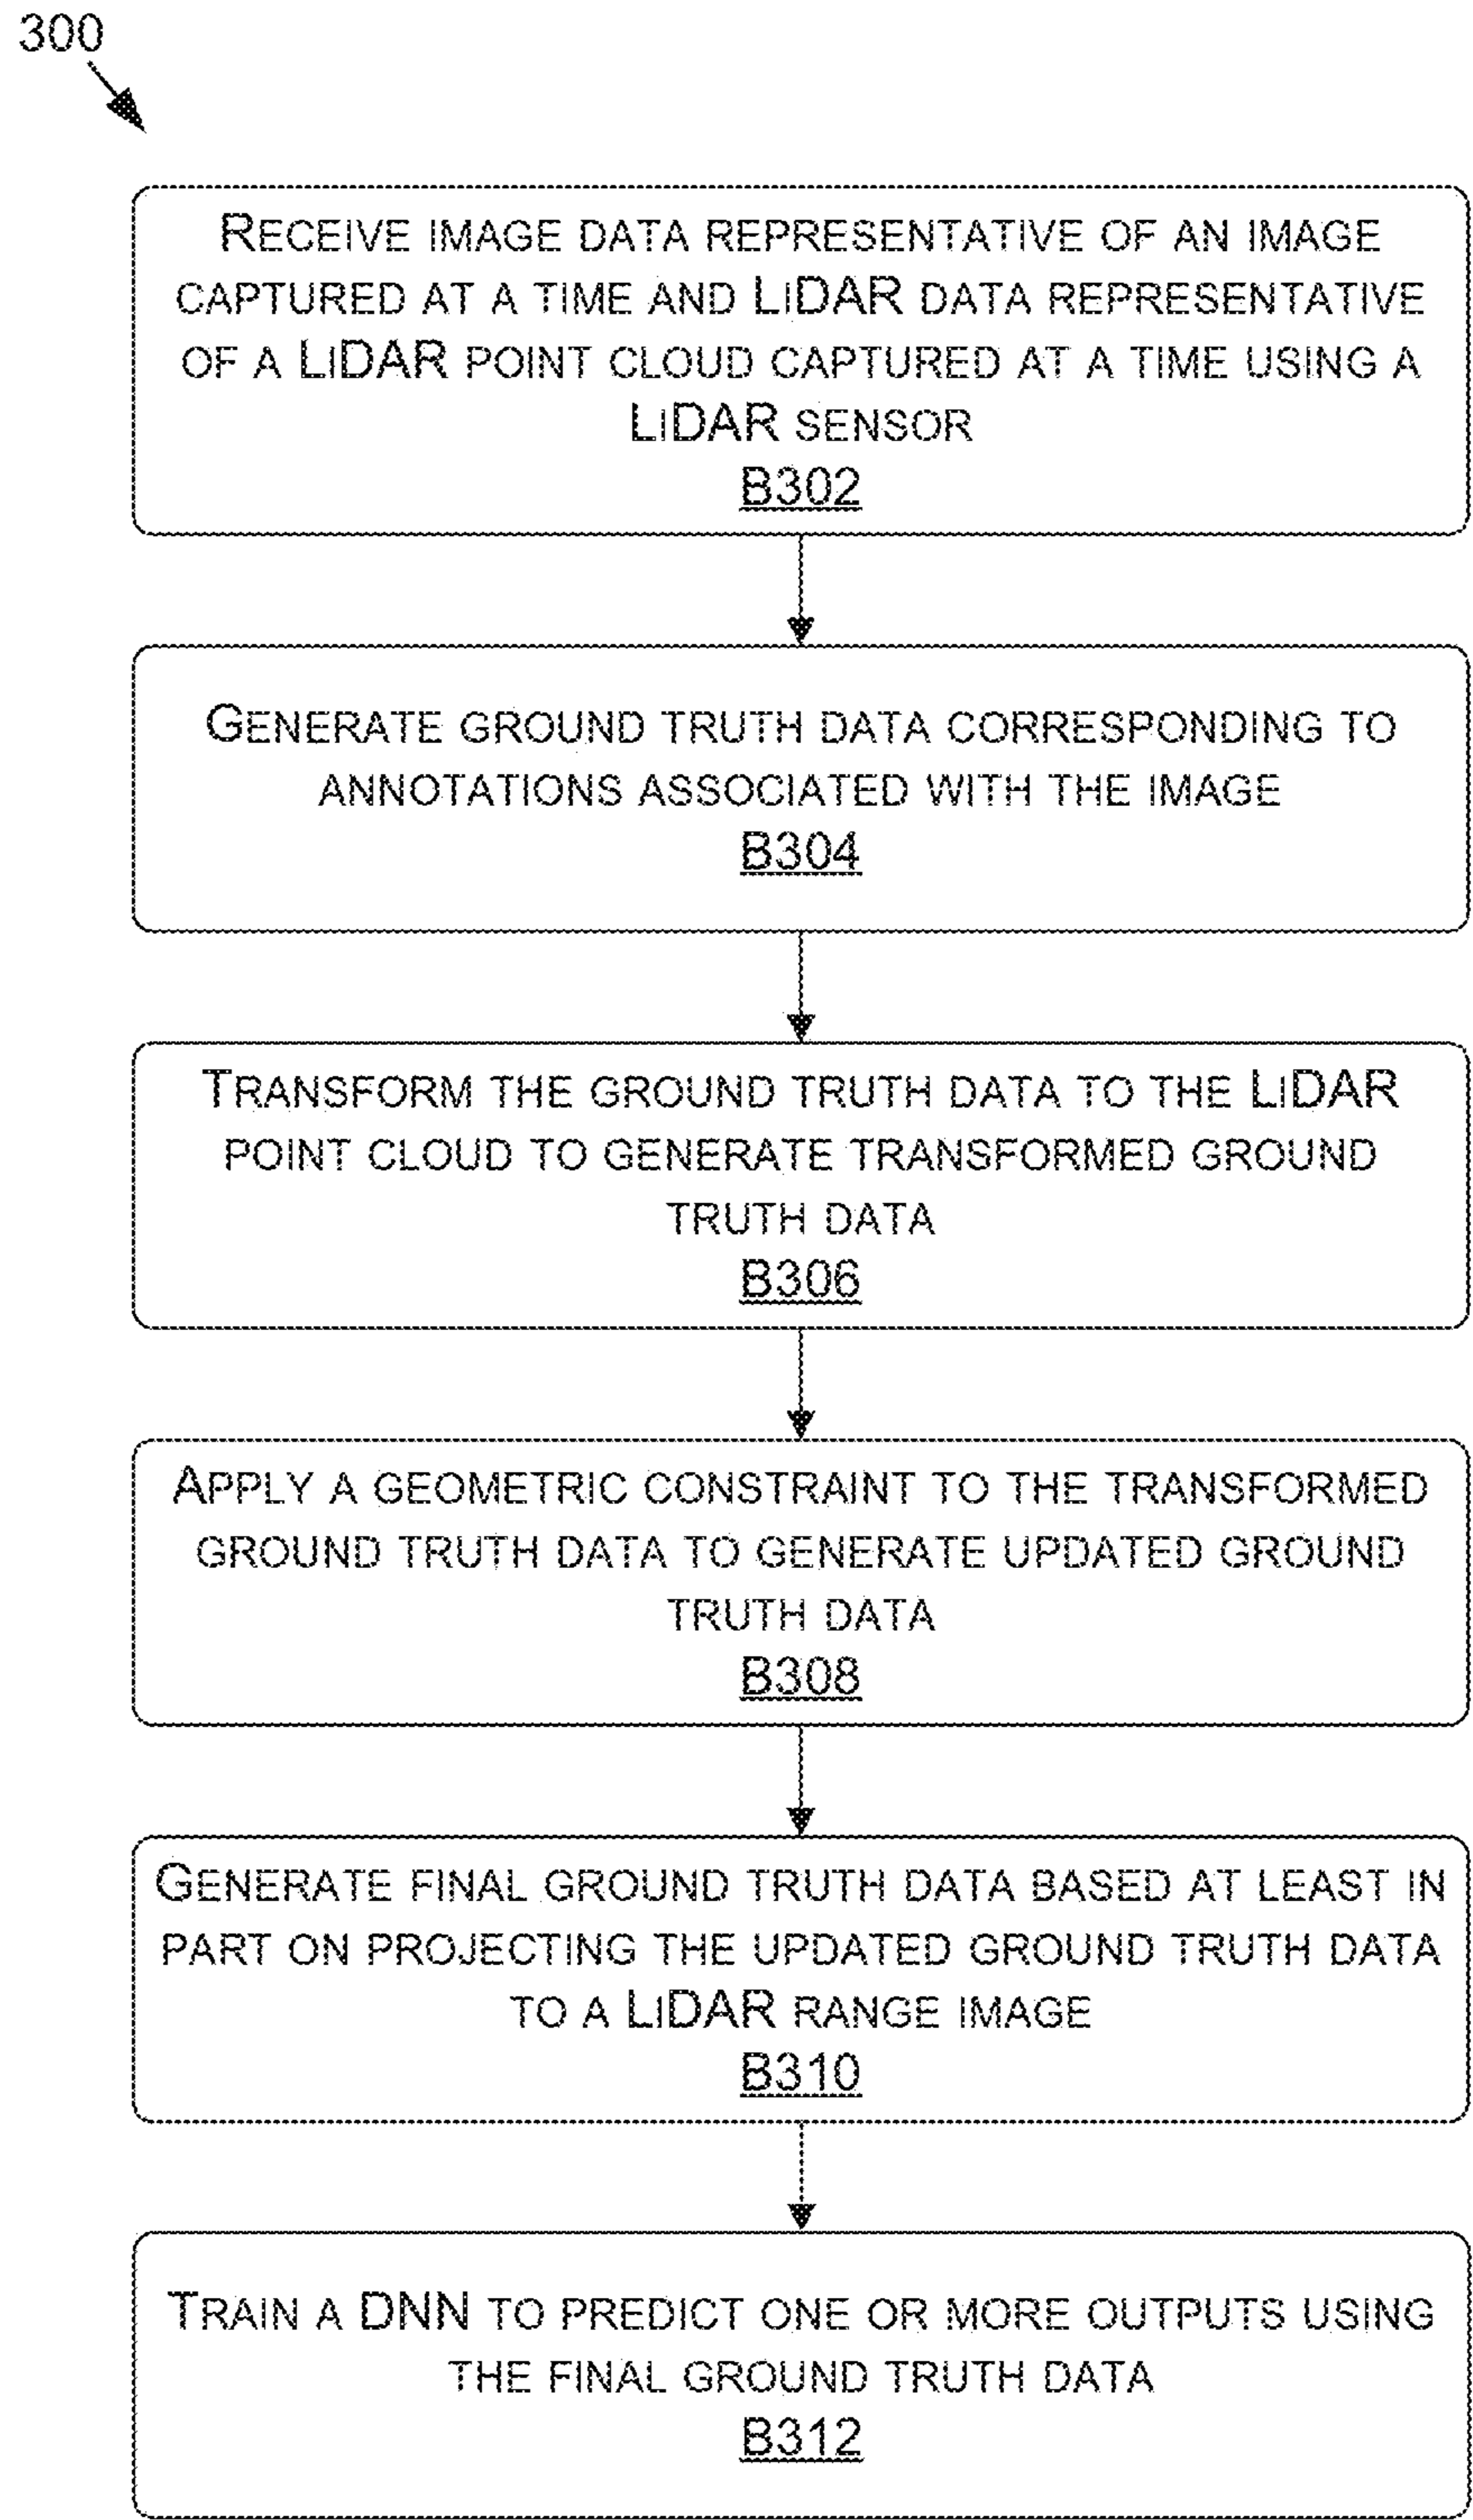 300
RECEIVE IMAGE DATA REPRESENTATIVE OF AN IMAGE
CAPTURED AT A TIME AND LiDAR DATA REPRESENTATIVE
OF A LiDAR POINT CLOUD CAPTURED AT A TIME USING A
LiDAR SENSOR
B302
GENERATE GROUND TRUTH DATA CORRESPONDING TO
ANNOTATIONS ASSOCIATED WITH THE IMAGE
B304
TRANSFORM THE GROUND TRUTH DATA TO THE LiDAR
POINT CLOUD TO GENERATE TRANSFORMED GROUND
TRUTH DATA
B306
APPLY A GEOMETRIC CONSTRAINT TO THE TRANSFORMED
GROUND TRUTH DATA TO GENERATE UPDATED GROUND
TRUTH DATA
B308
GENERATE FINAL GROUND TRUTH DATA BASED AT LEAST IN
PART ON PROJECTING THE UPDATED GROUND TRUTH DATA
TO A LiDAR RANGE IMAGE
B310
TRAIN A DNN TO PREDICT ONE OR MORE OUTPUTS USING
THE FINAL GROUND TRUTH DATA
B312